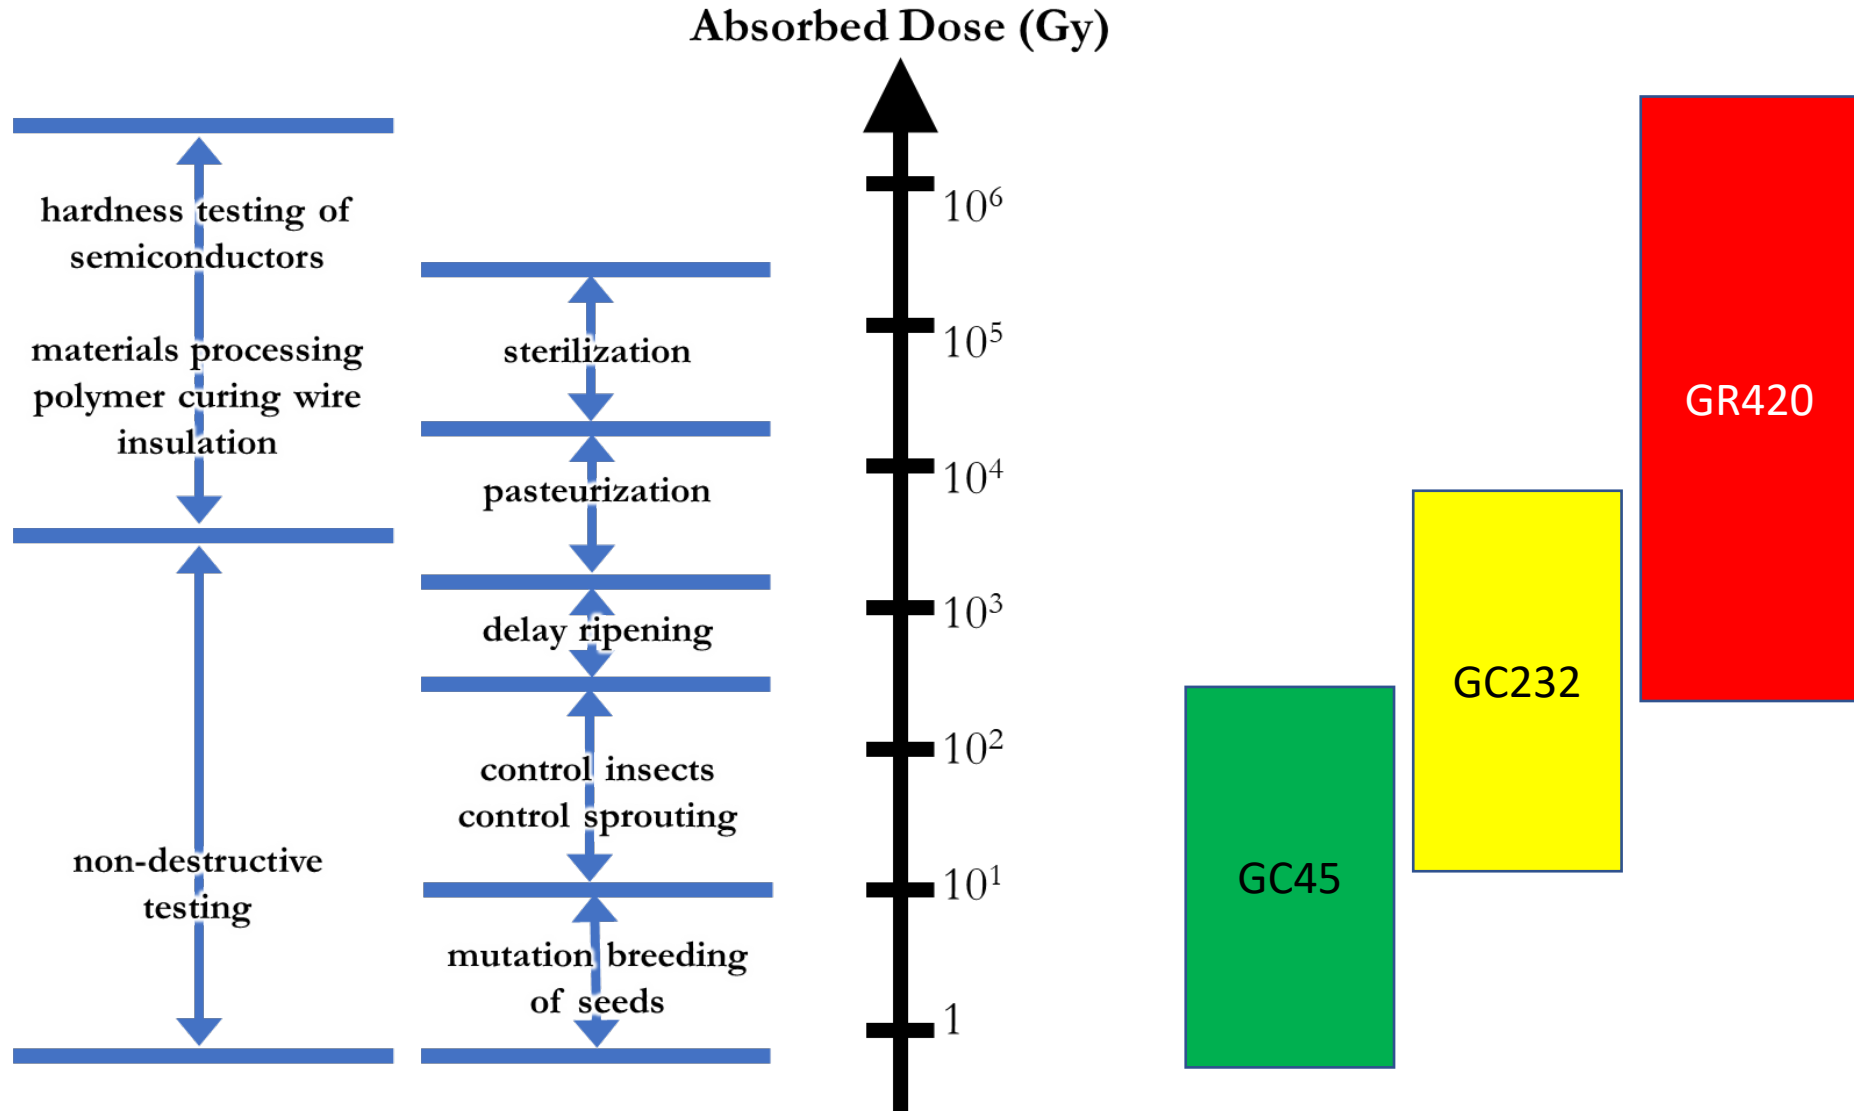 Absorbed Dose (Gy)
hardness testing of
semiconductors
materials processing
polymer curing wire
insulation
non-destructive
testing
sterilization
pasteurization
delay ripening
control insects
control sprouting
mutation breeding
of seeds
10⁶
10⁵
10⁴
10³
10²
10¹
1
GC45
GC232
GR420